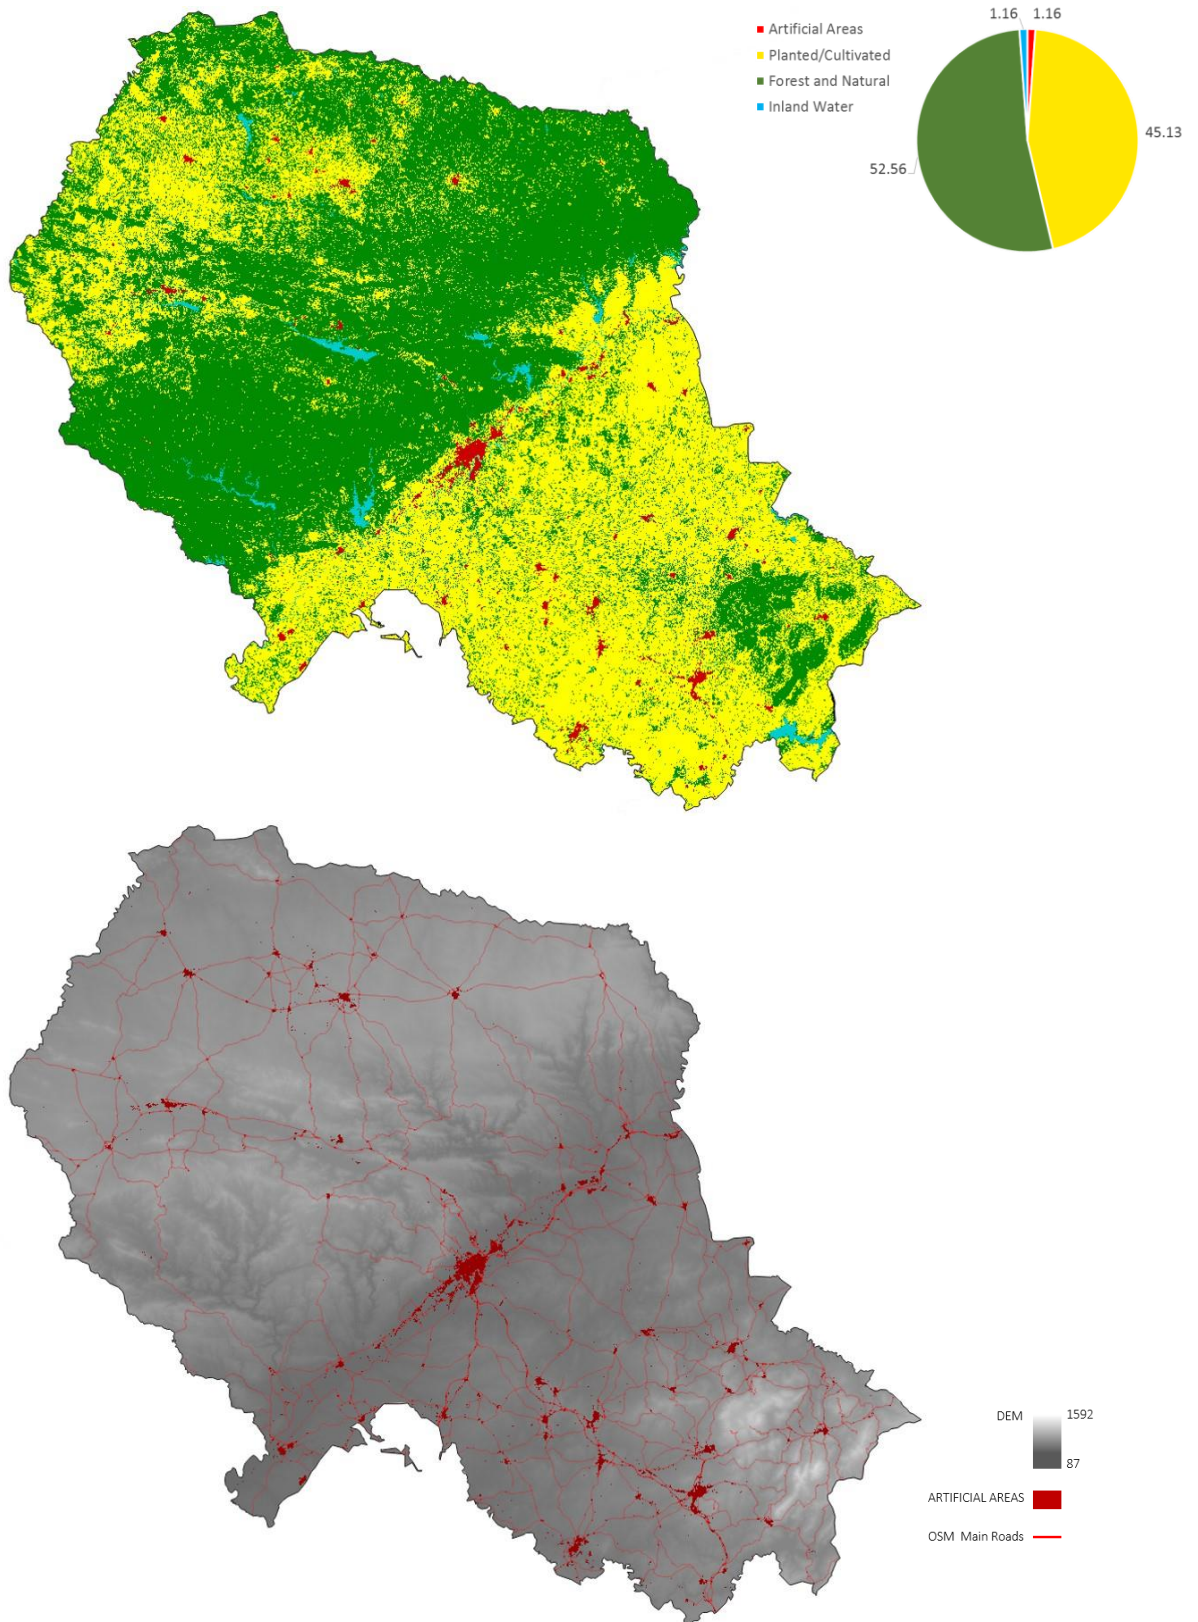 1.16
1.16
Artificial Areas
Planted/Cultivated
Forest and Natural
Inland Water
45.13
52.56
DEM
1592
87
ARTIFICIAL AREAS
OSM Main Roads